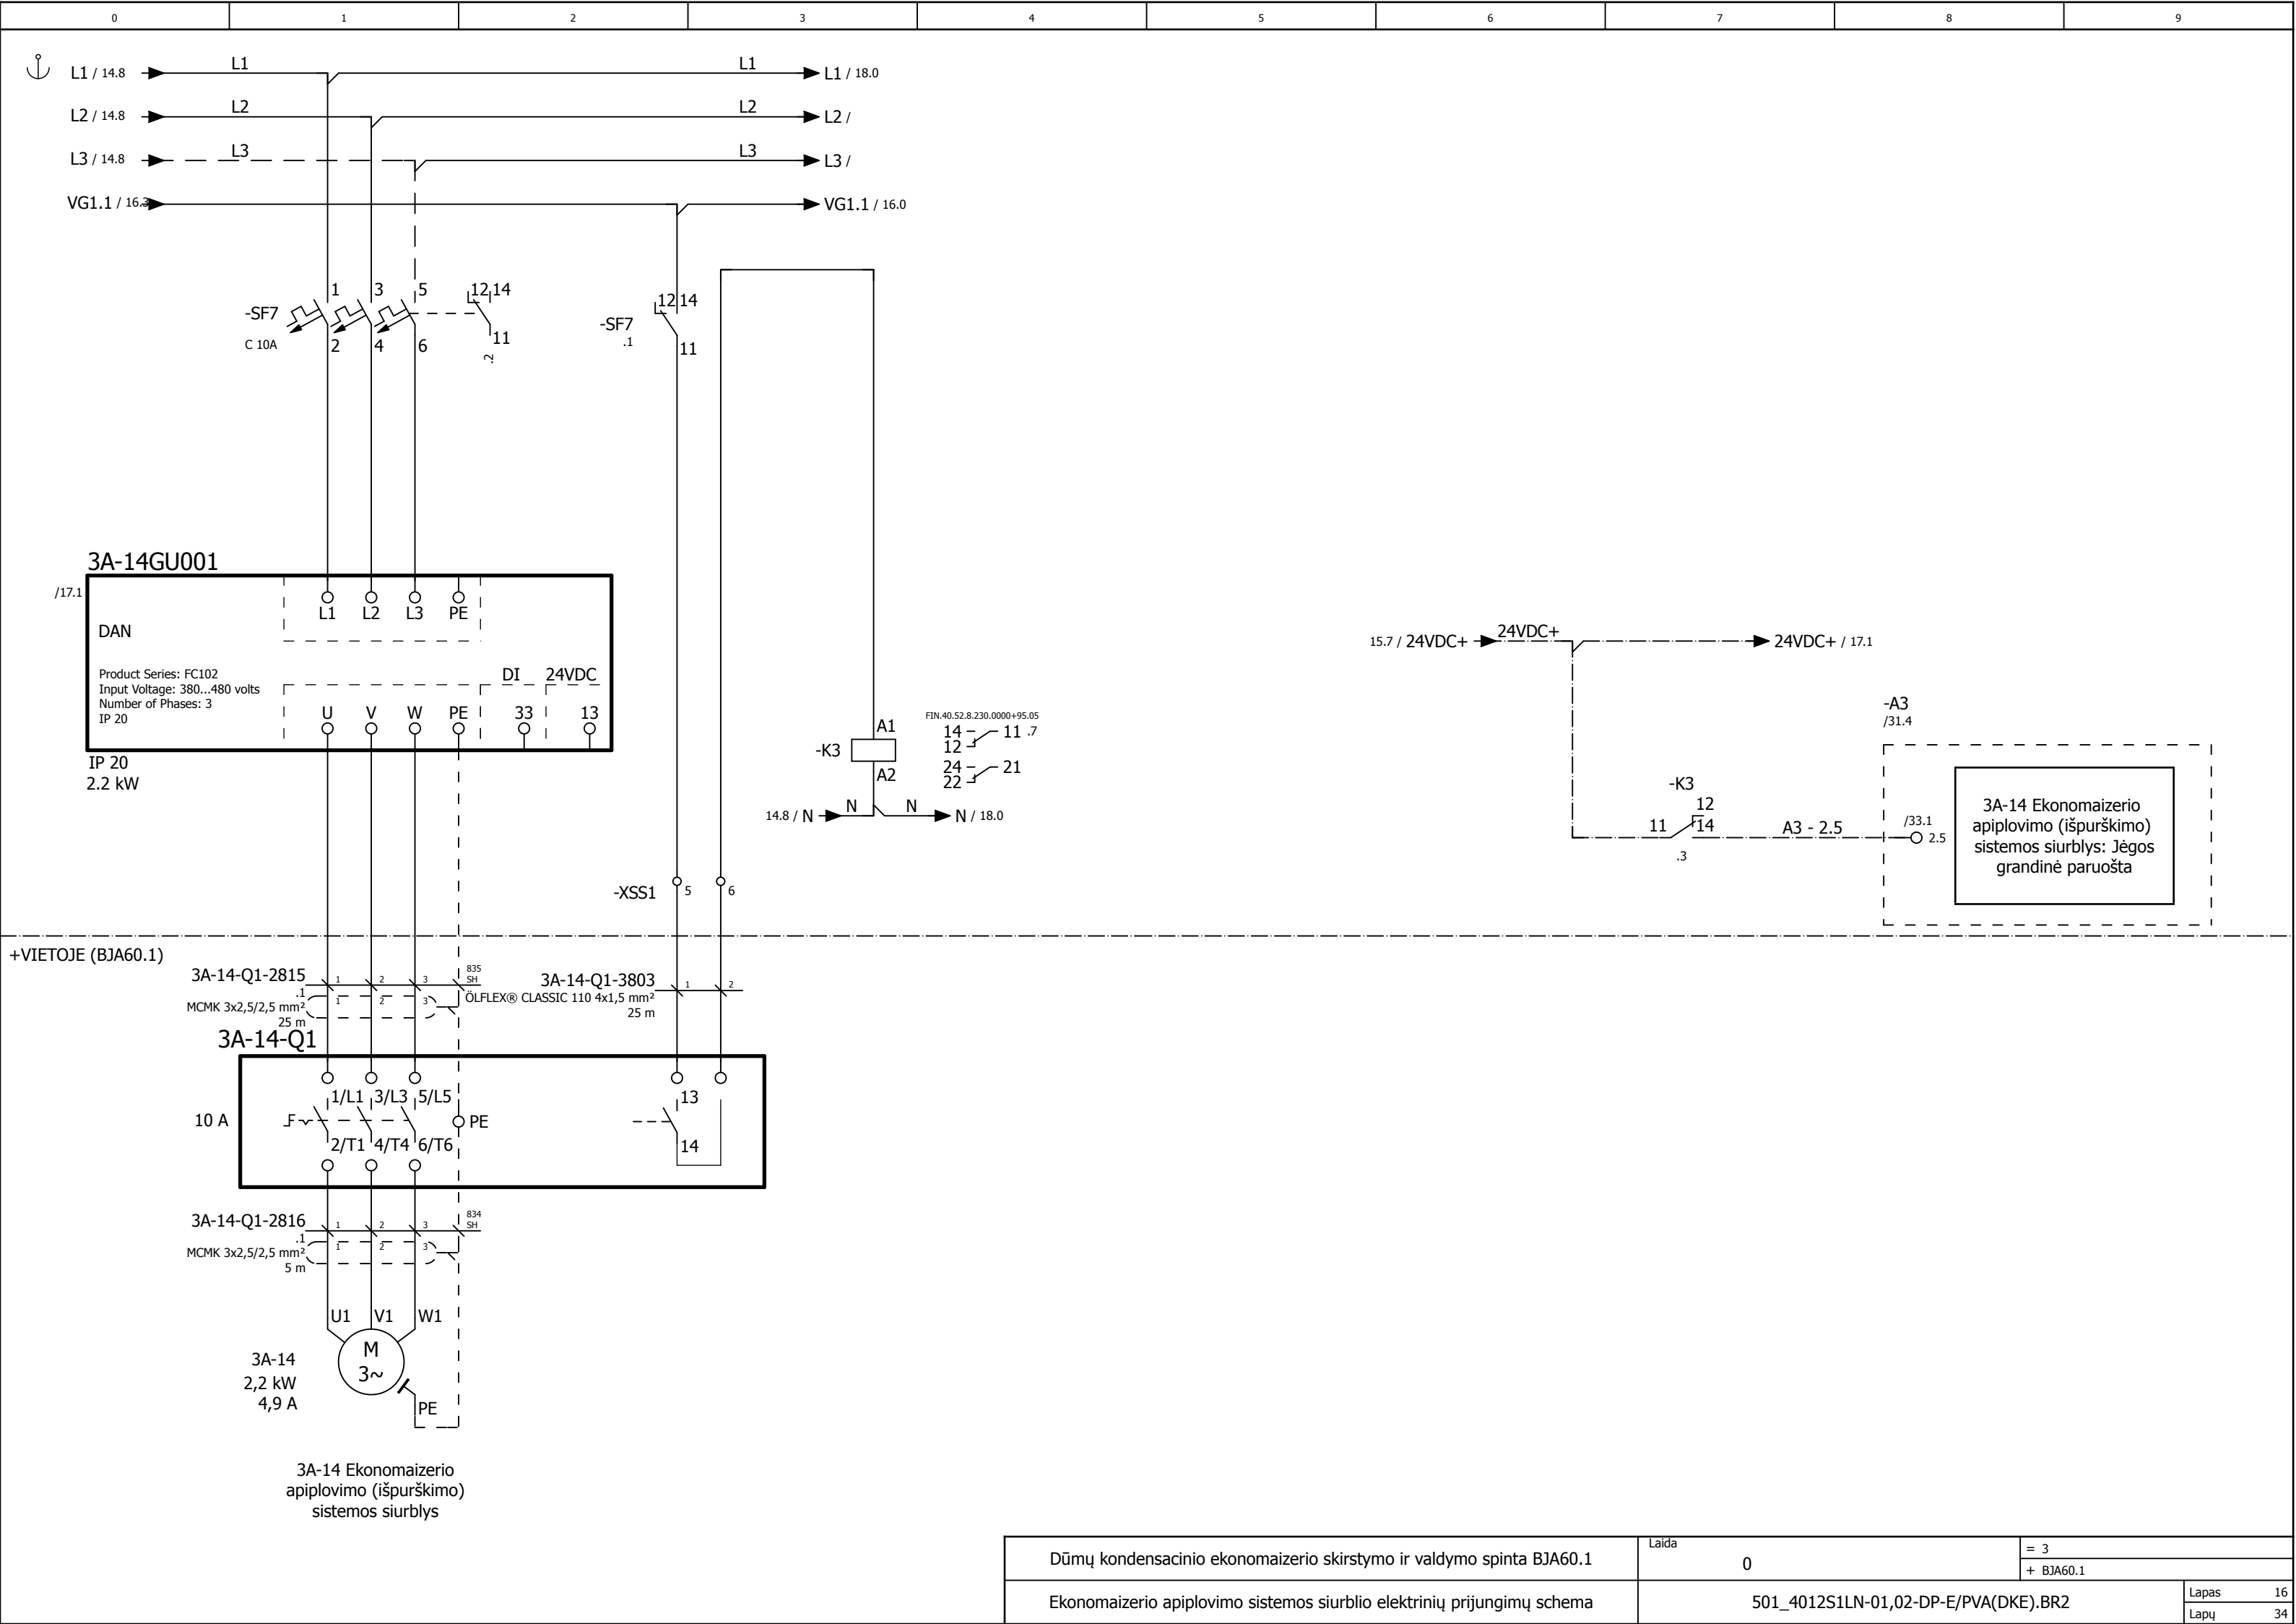 0 1 2 3 4 5 6 7 8 9
L1 / 14.8 L1 L1 L1 / 18.0
L2 / 14.8 L2 L2 L2 /
L3 / 14.8 L3 L3 L3 /
VG1.1 / 16.3 VG1.1 / 16.0
1 3 5 12 14
-SF7
C 10A
2 4 6 11
.2
12 14
-SF7
.1
11
3A-14GU001
/17.1
L1 L2 L3 PE
DAN
Product Series: FC102
Input Voltage: 380...480 volts
Number of Phases: 3
IP 20
DI 24VDC
U V W PE 33 13
IP 20
2.2 kW
A1
-K3
A2
FIN.40.52.8.230.0000+95.05
14 11 .7
12
24 21
22
14.8 / N N N N / 18.0
15.7 / 24VDC+ 24VDC+ 24VDC+ / 17.1
-A3
/31.4
-K3
12
11 14 A3 - 2.5
.3
/33.1
2.5
3A-14 Ekonomaizerio
apiplovimo (išpurškimo)
sistemos siurblys: Jėgos
grandinė paruošta
-XSS1 5 6
+VIETOJE (BJA60.1)
3A-14-Q1-2815 1 2 3 835
SH
.1
MCMK 3x2,5/2,5 mm² 1 2 3
25 m
3A-14-Q1-3803 1 2
ÖLFLEX® CLASSIC 110 4x1,5 mm²
25 m
3A-14-Q1
1/L1 3/L3 5/L5
10 A F PE
2/T1 4/T4 6/T6
13
14
3A-14-Q1-2816 1 2 3 834
SH
.1
MCMK 3x2,5/2,5 mm² 1 2 3
5 m
U1 V1 W1
M
3~
3A-14
2,2 kW
4,9 A
PE
3A-14 Ekonomaizerio
apiplovimo (išpurškimo)
sistemos siurblys
Dūmų kondensacinio ekonomaizerio skirstymo ir valdymo spinta BJA60.1
Laida
0
= 3
+ BJA60.1
Ekonomaizerio apiplovimo sistemos siurblio elektrinių prijungimų schema
501_4012S1LN-01,02-DP-E/PVA(DKE).BR2
Lapas 16
Lapų 34